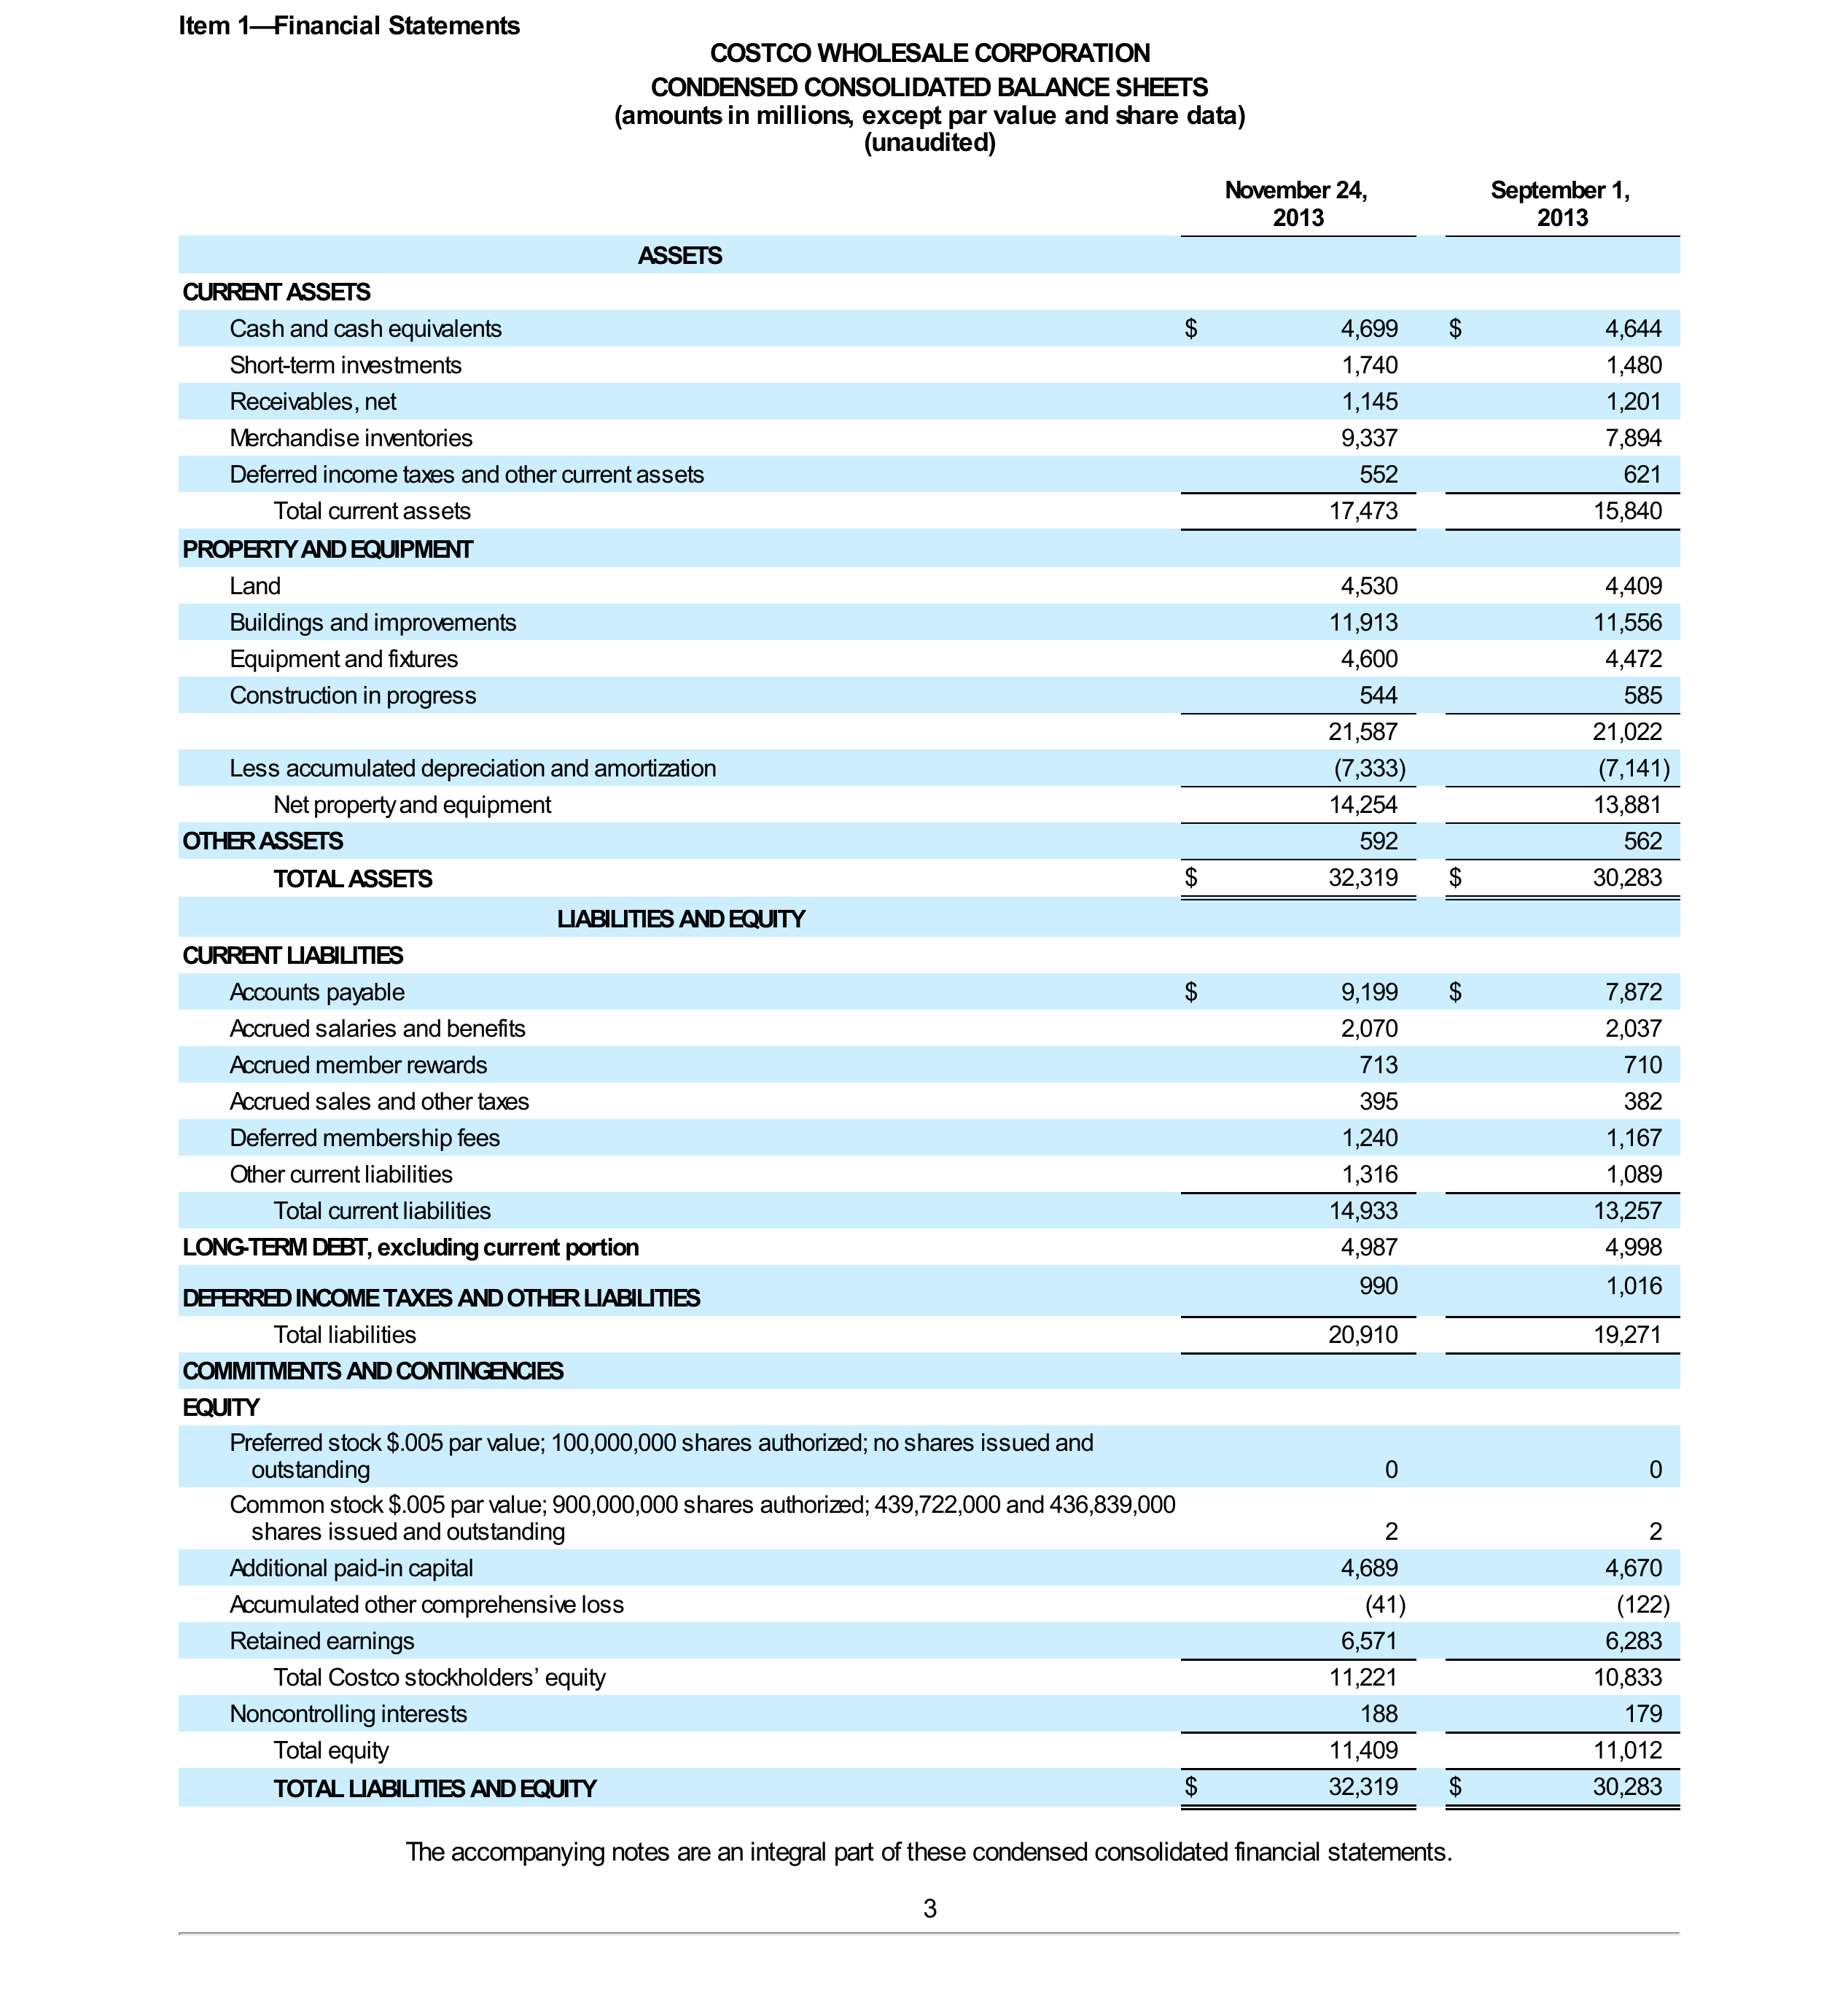 Item 1—Financial Statements
COSTCO WHOLESALE CORPORATION
CONDENSED CONSOLIDATED BALANCE SHEETS
(amounts in millions, except par value and share data)
(unaudited)
November 24, September 1,
2013 2013
ASSETS
CURRENT ASSETS
Cash and cash equivalents $ 4,699 $ 4,644
Short-term investments 1,740 1,480
Receivables, net 1,145 1,201
Merchandise inventories 9,337 7,894
Deferred income taxes and other current assets 552 621
Total current assets 17,473 15,840
PROPERTY AND EQUIPMENT
Land 4,530 4,409
Buildings and improvements 11,913 11,556
Equipment and fixtures 4,600 4,472
Construction in progress 544 585
21,587 21,022
Less accumulated depreciation and amortization (7,333) (7,141)
Net property and equipment 14,254 13,881
OTHER ASSETS 592 562
TOTAL ASSETS $ 32,319 $ 30,283
LIABILITIES AND EQUITY
CURRENT LIABILITIES
Accounts payable $ 9,199 $ 7,872
Accrued salaries and benefits 2,070 2,037
Accrued member rewards 713 710
Accrued sales and other taxes 395 382
Deferred membership fees 1,240 1,167
Other current liabilities 1,316 1,089
Total current liabilities 14,933 13,257
LONG-TERM DEBT, excluding current portion 4,987 4,998
DEFERRED INCOME TAXES AND OTHER LIABILITIES 990 1,016
Total liabilities 20,910 19,271
COMMITMENTS AND CONTINGENCIES
EQUITY
Preferred stock $.005 par value; 100,000,000 shares authorized; no shares issued and
outstanding 0 0
Common stock $.005 par value; 900,000,000 shares authorized; 439,722,000 and 436,839,000
shares issued and outstanding 2 2
Additional paid-in capital 4,689 4,670
Accumulated other comprehensive loss (41) (122)
Retained earnings 6,571 6,283
Total Costco stockholders’ equity 11,221 10,833
Noncontrolling interests 188 179
Total equity 11,409 11,012
TOTAL LIABILITIES AND EQUITY $ 32,319 $ 30,283
The accompanying notes are an integral part of these condensed consolidated financial statements.
3